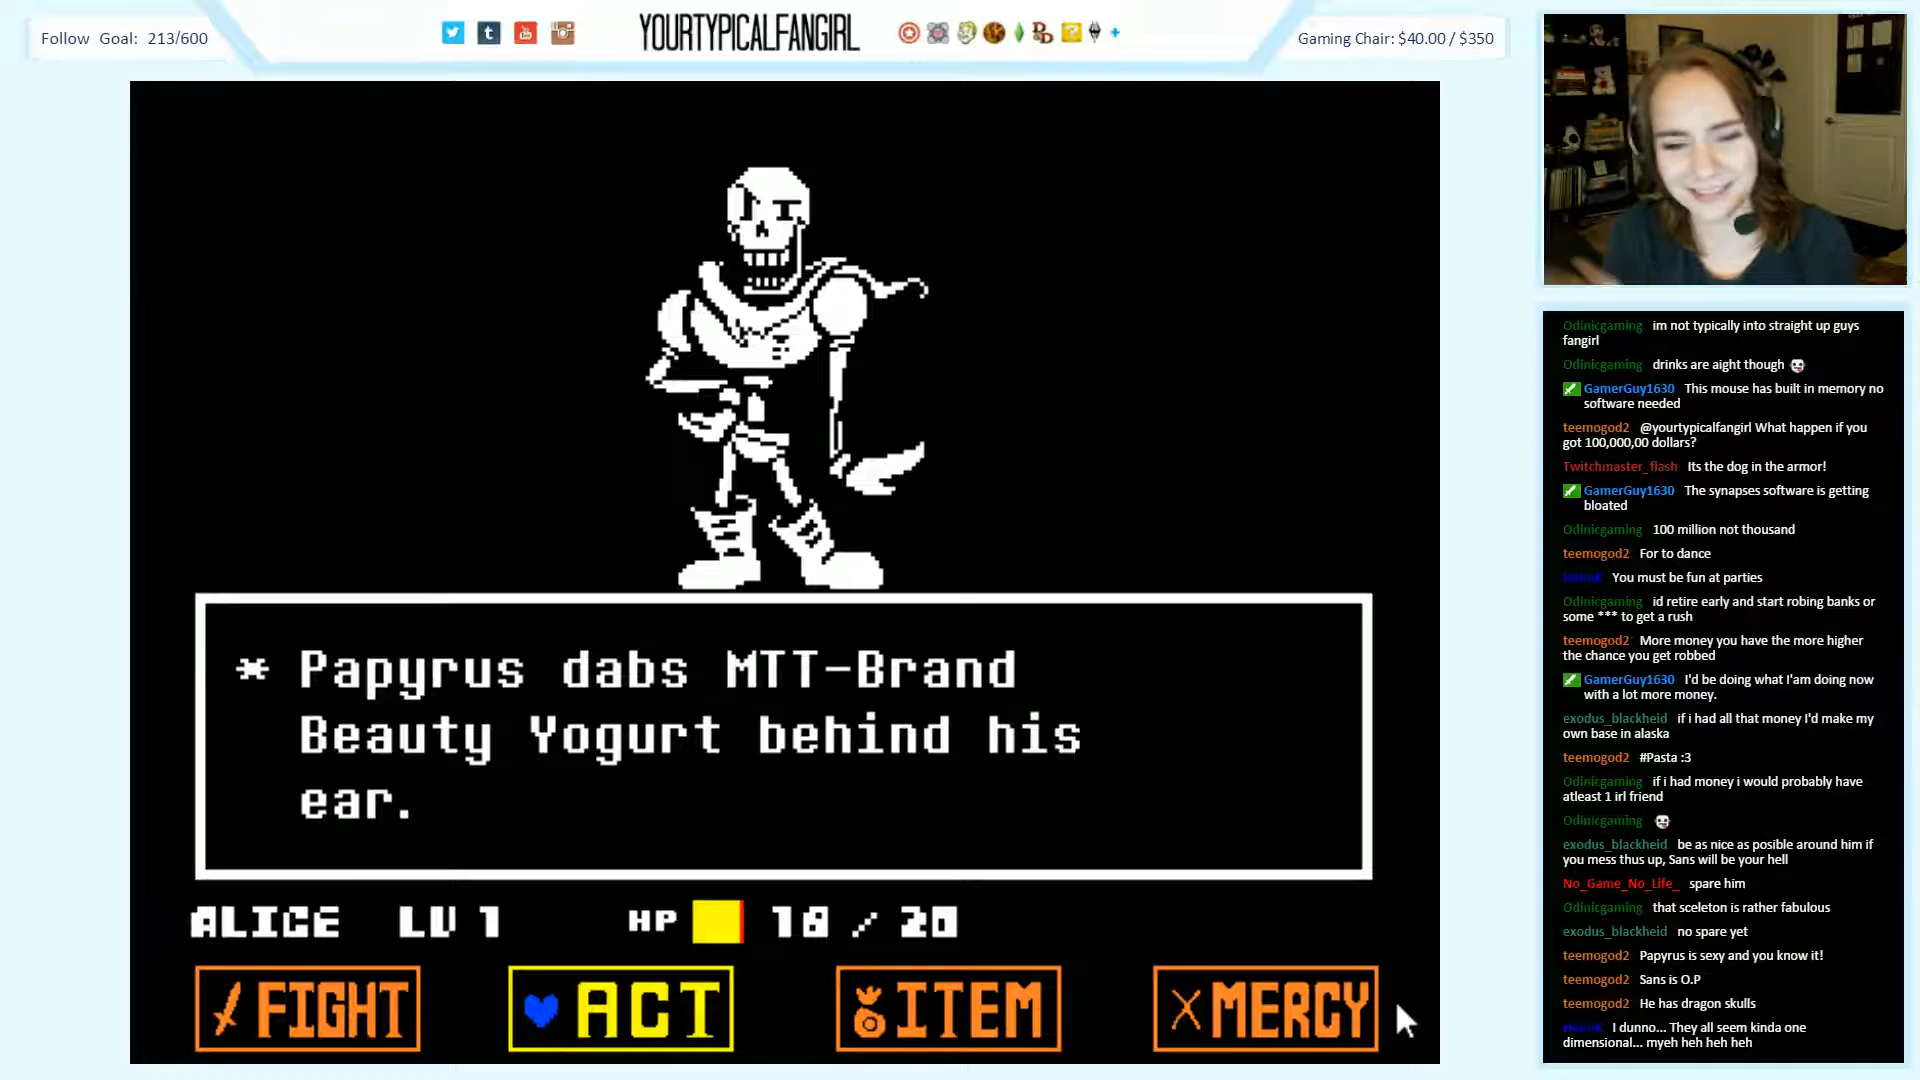 Follow Goal: 213/600
YOURTYPICALFANGIRL
Gaming Chair: $40.00 / $350
* Papyrus dabs MTT-Brand
Beauty Yogurt behind his
ear.
ALICE LV 1 HP 18 / 20
FIGHT ACT ITEM MERCY
Odinicgaming im not typically into straight up guys
fangirl
Odinicgaming drinks are aight though
GamerGuy1630 This mouse has built in memory no
software needed
teemogod2 @yourtypicalfangirl What happen if you
got 100,000,00 dollars?
Twitchmaster_flash Its the dog in the armor!
GamerGuy1630 The synapses software is getting
bloated
Odinicgaming 100 million not thousand
teemogod2 For to dance
You must be fun at parties
Odinicgaming id retire early and start robing banks or
some *** to get a rush
teemogod2 More money you have the more higher
the chance you get robbed
GamerGuy1630 I'd be doing what I'am doing now
with a lot more money.
exodus_blackheid if i had all that money I'd make my
own base in alaska
teemogod2 #Pasta :3
Odinicgaming if i had money i would probably have
atleast 1 irl friend
Odinicgaming
exodus_blackheid be as nice as posible around him if
you mess thus up, Sans will be your hell
No_Game_No_Life_ spare him
Odinicgaming that sceleton is rather fabulous
exodus_blackheid no spare yet
teemogod2 Papyrus is sexy and you know it!
teemogod2 Sans is O.P
teemogod2 He has dragon skulls
I dunno... They all seem kinda one
dimensional... myeh heh heh heh